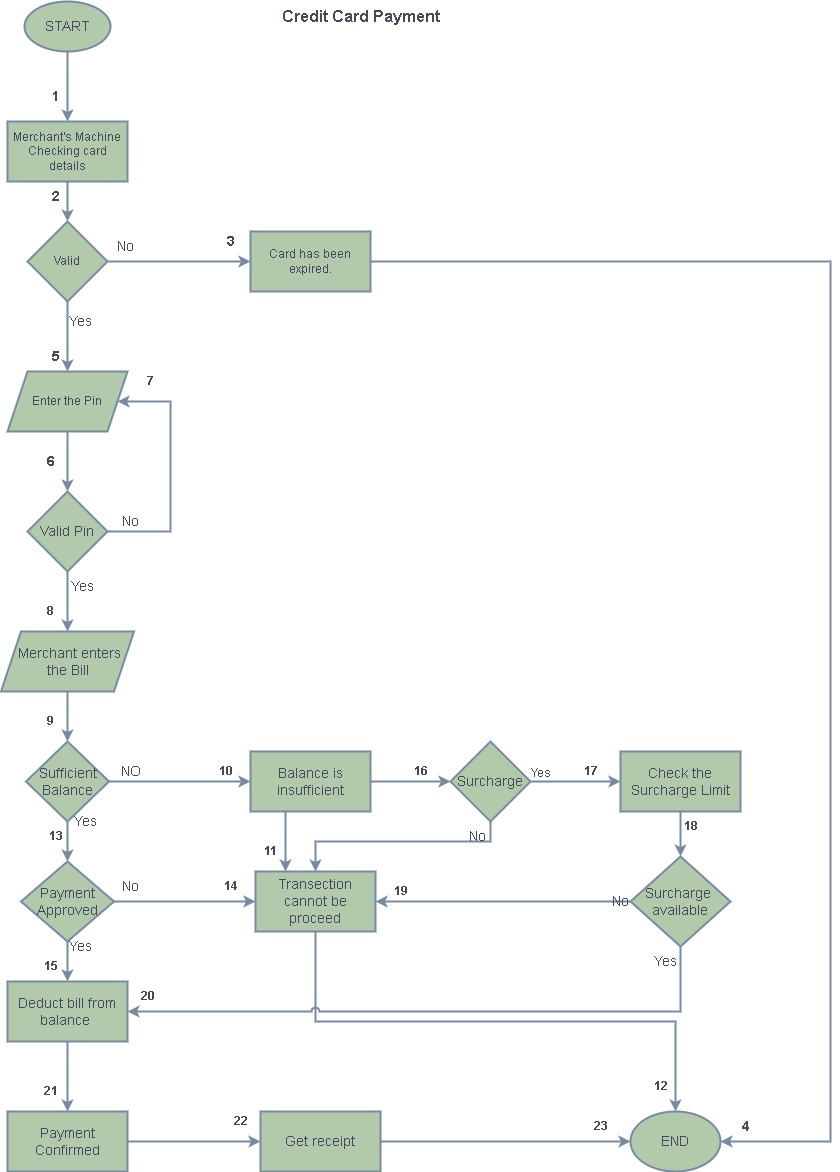 Credit Card Payment
START
1
Merchant's Machine
Checking card
details
2
Valid
No
3
Card has been
expired.
Yes
5
7
Enter the Pin
6
Valid Pin
No
Yes
8
Merchant enters
the Bill
9
Sufficient
Balance
NO
10
Balance is
insufficient
16
Surcharge
Yes
17
Check the
Surcharge Limit
Yes
13
11
No
18
Payment
Approved
No
14
Transection
cannot be
proceed
19
No
Surcharge
available
Yes
15
Yes
Deduct bill from
balance
20
21
12
Payment
Confirmed
22
Get receipt
23
END
4